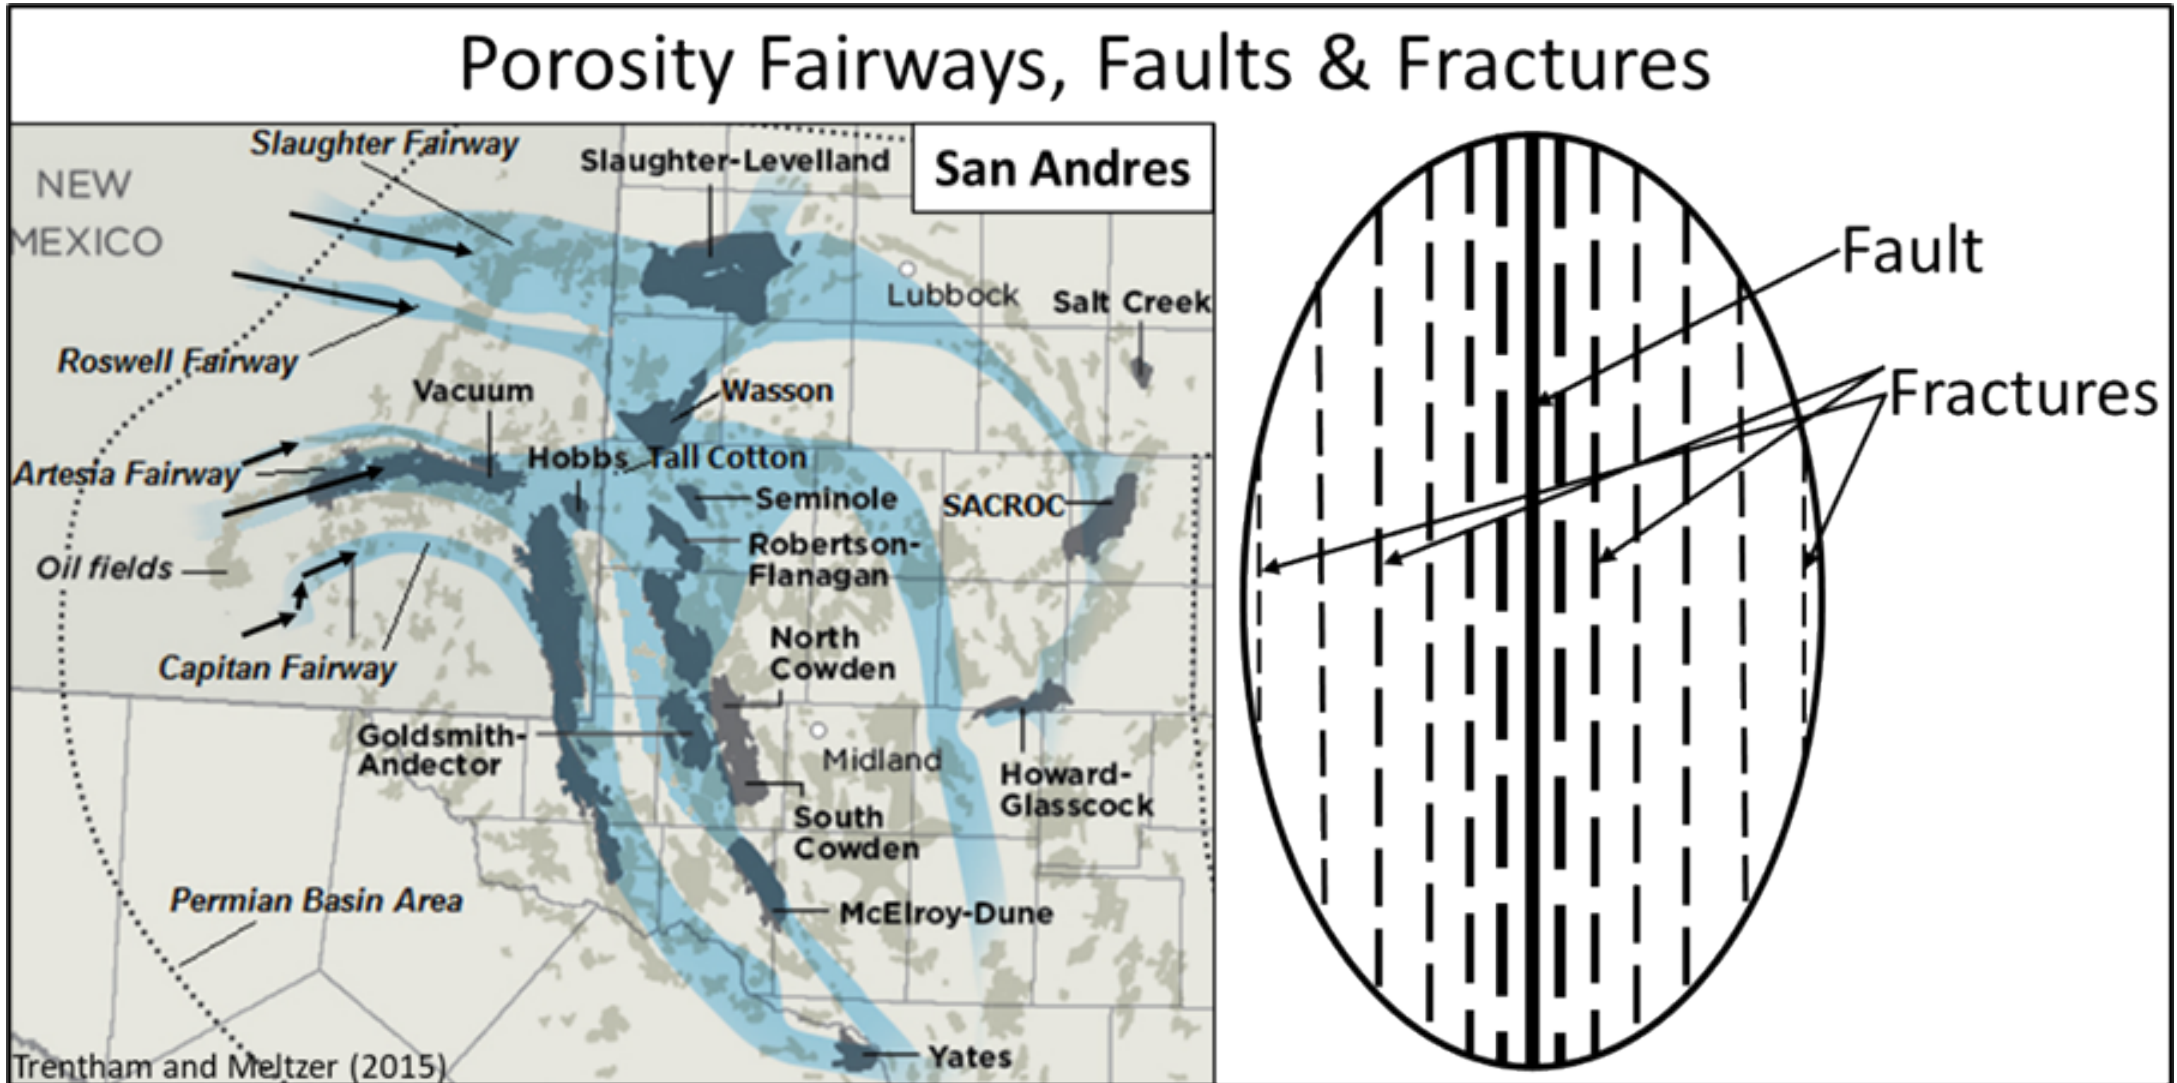 Porosity Fairways, Faults & Fractures
San Andres
NEW
MEXICO
Slaughter Fairway
Slaughter-Levelland
Lubbock
Salt Creek
Roswell Fairway
Vacuum
Wasson
Artesia Fairway
Hobbs
Tall Cotton
Seminole
SACROC
Robertson-
Flanagan
Oil fields
Capitan Fairway
North
Cowden
Goldsmith-
Andector
Midland
Howard-
Glasscock
South
Cowden
Permian Basin Area
McElroy-Dune
Yates
Trentham and Meltzer (2015)
Fault
Fractures